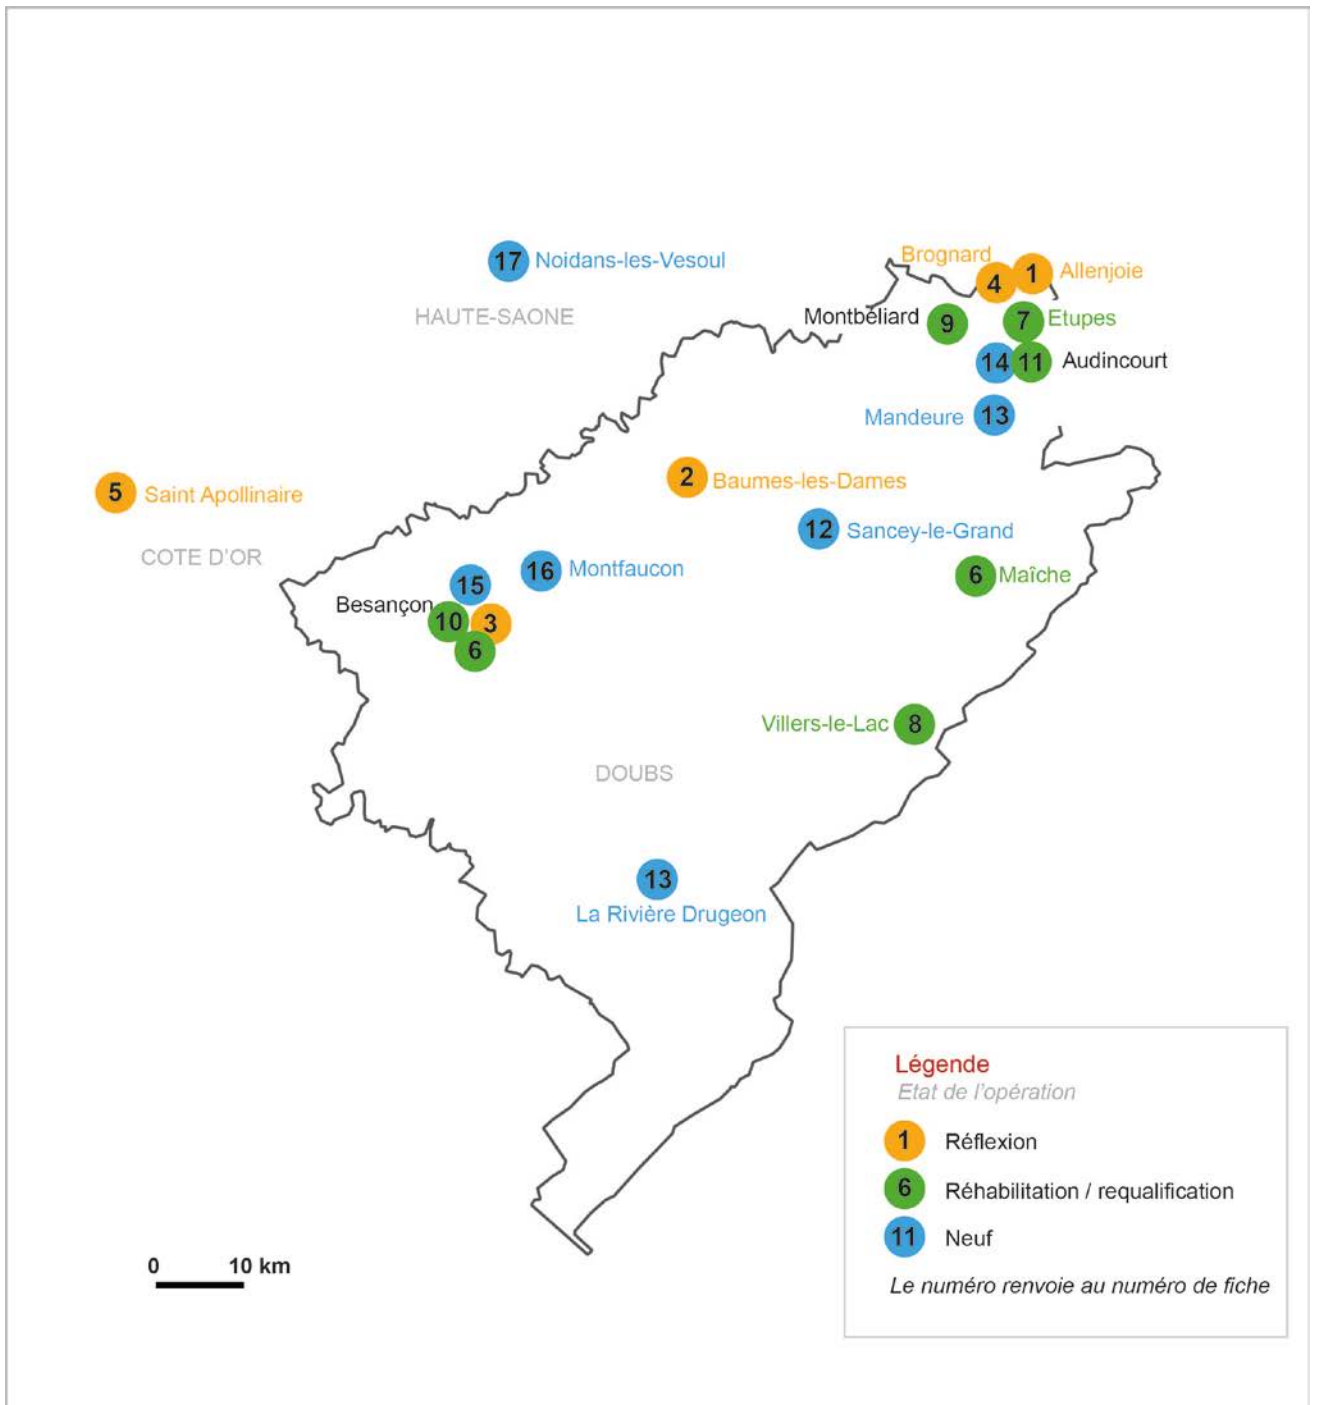 Brognard
1 Allenjoie
17 Noidans-les-Vesoul
4
HAUTE-SAONE
Montbéliard 9
7 Etupes
14 11 Audincourt
Mandeure 13
2 Baumes-les-Dames
5 Saint Apollinaire
12 Sancey-le-Grand
COTE D'OR
16 Montfaucon
6 Maîche
15
Besançon
10 3
6
Villers-le-Lac 8
DOUBS
13
La Rivière Drugeon
Légende
Etat de l'opération
1 Réflexion
6 Réhabilitation / requalification
11 Neuf
Le numéro renvoie au numéro de fiche
0 10 km